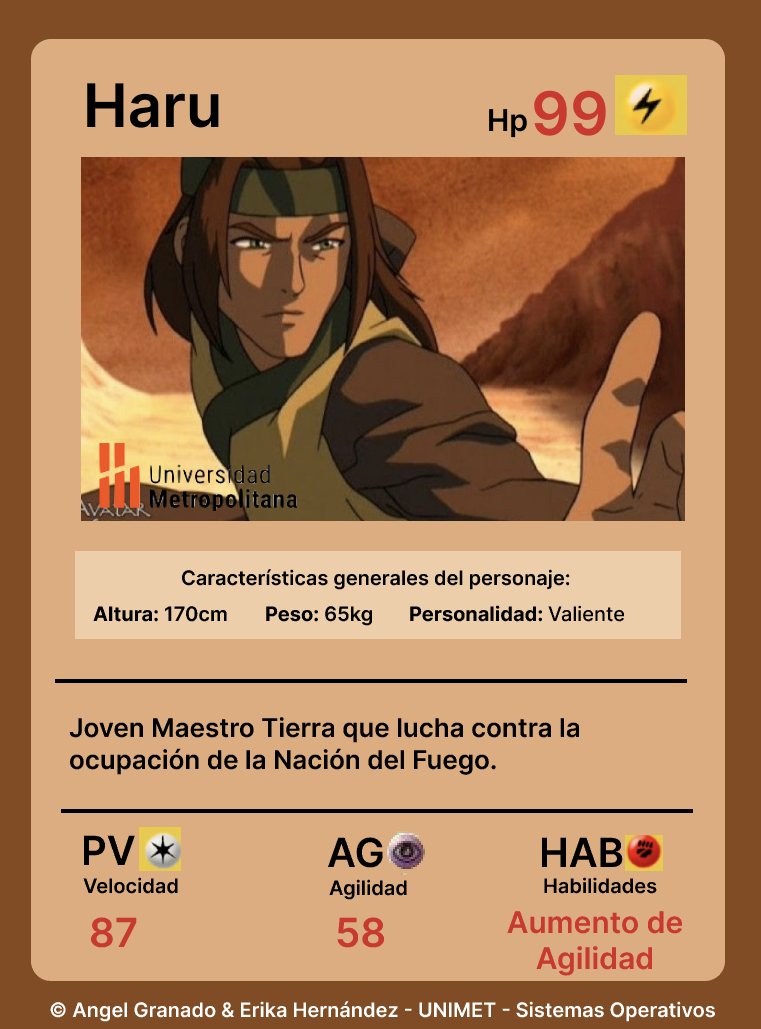 Haru
Hp 99
Universidad
Metropolitana
AVATAR
Características generales del personaje:
Altura: 170cm Peso: 65kg Personalidad: Valiente
Joven Maestro Tierra que lucha contra la
ocupación de la Nación del Fuego.
PV AG HAB
Velocidad Agilidad Habilidades
87 58 Aumento de
Agilidad
© Angel Granado & Erika Hernández - UNIMET - Sistemas Operativos